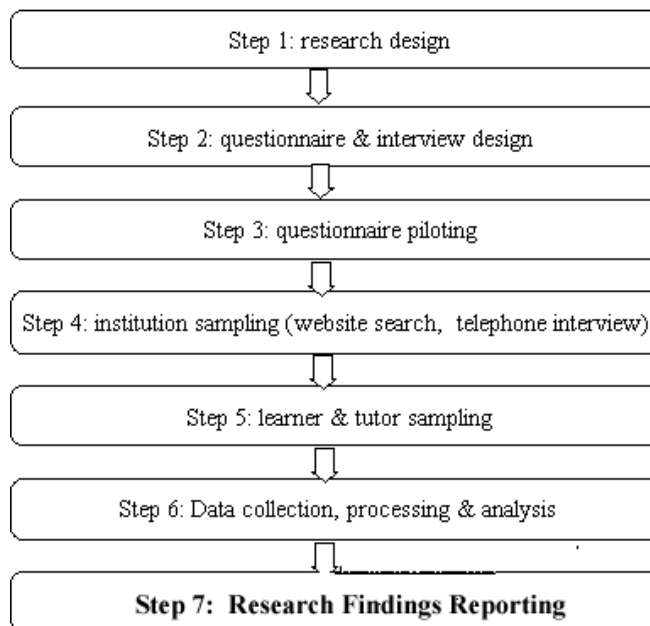 Step 1: research design
Step 2: questionnaire & interview design
Step 3: questionnaire piloting
Step 4: institution sampling (website search, telephone interview)
Step 5: learner & tutor sampling
Step 6: Data collection, processing & analysis
Step 7: Research Findings Reporting